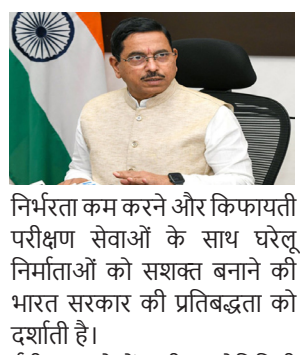 निर्भरता कम करने और किफायती
परीक्षण सेवाओं के साथ घरेलू
निर्माताओं को सशक्त बनाने की
भारत सरकार की प्रतिबद्धता को
दर्शाती है।